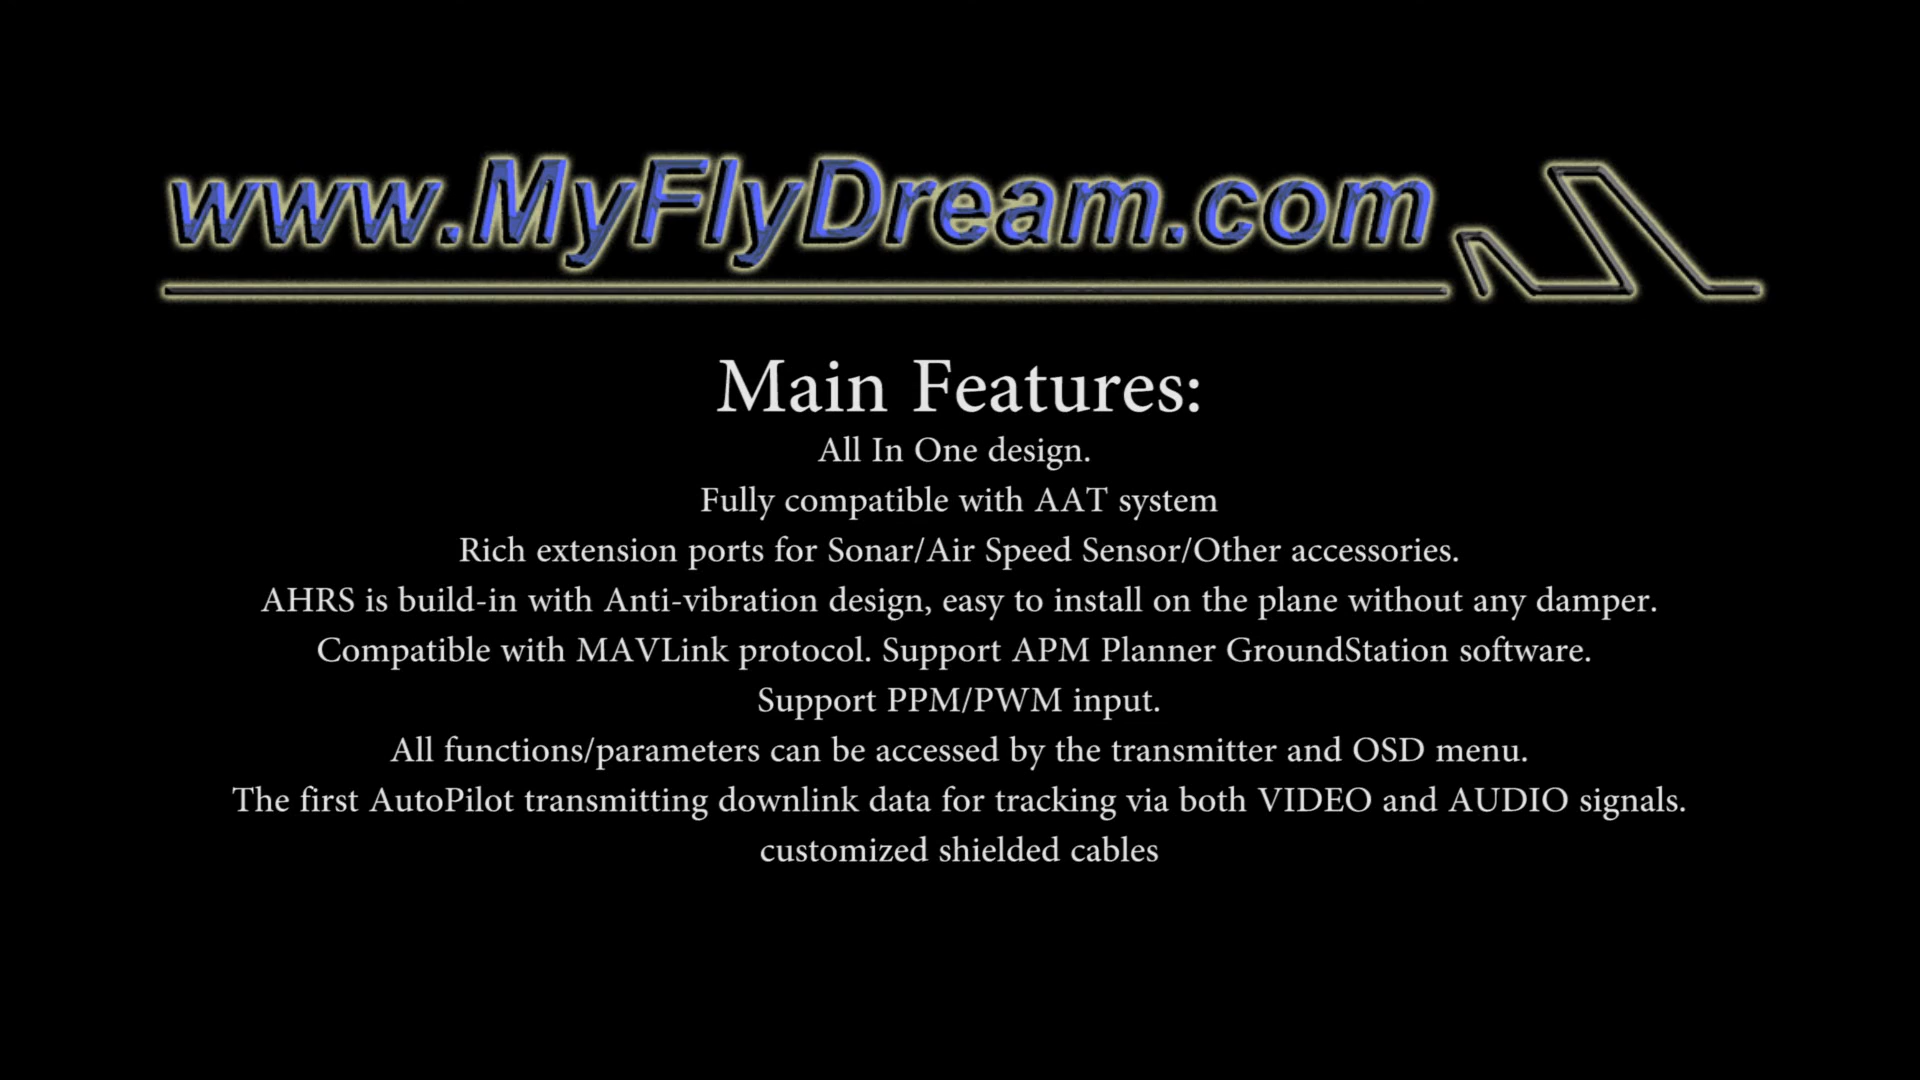 www.MyFlyDream.com
Main Features:
All In One design.
Fully compatible with AAT system
Rich extension ports for Sonar/Air Speed Sensor/Other accessories.
AHRS is build-in with Anti-vibration design, easy to install on the plane without any damper.
Compatible with MAVLink protocol. Support APM Planner GroundStation software.
Support PPM/PWM input.
All functions/parameters can be accessed by the transmitter and OSD menu.
The first AutoPilot transmitting downlink data for tracking via both VIDEO and AUDIO signals.
customized shielded cables